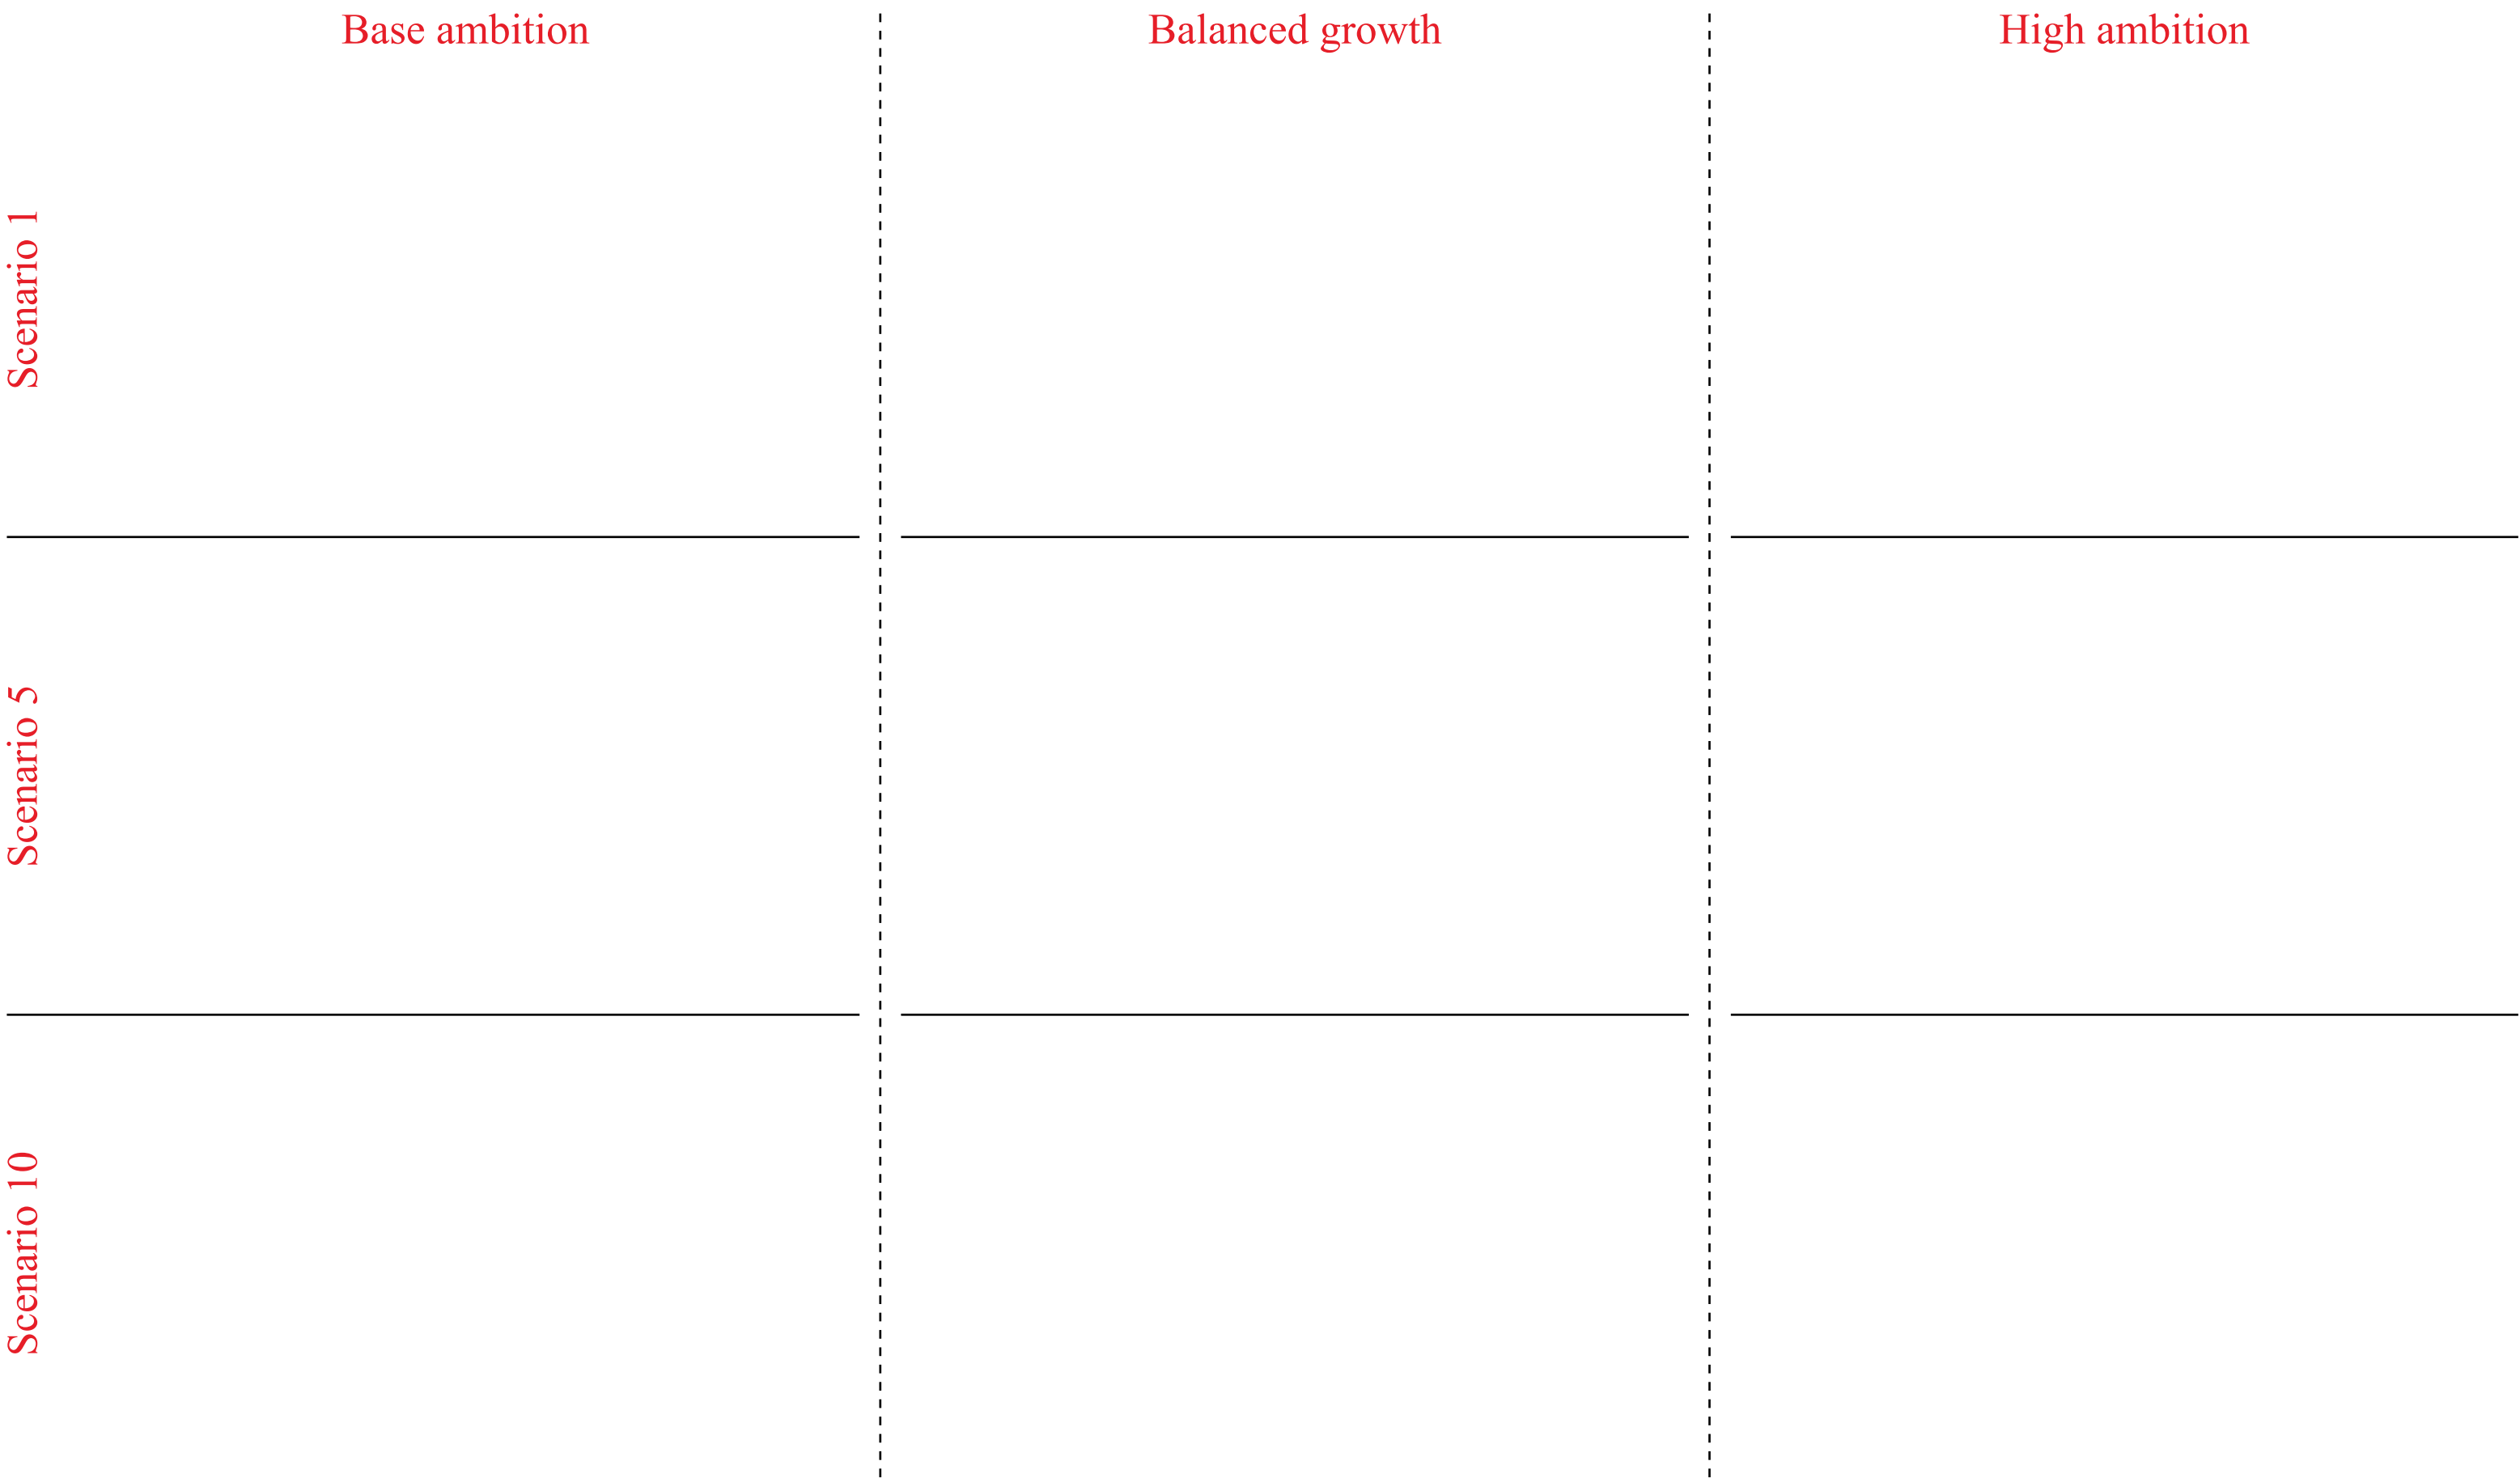 Base ambition
Balanced growth
High ambition
Scenario 1
Scenario 5
Scenario 10